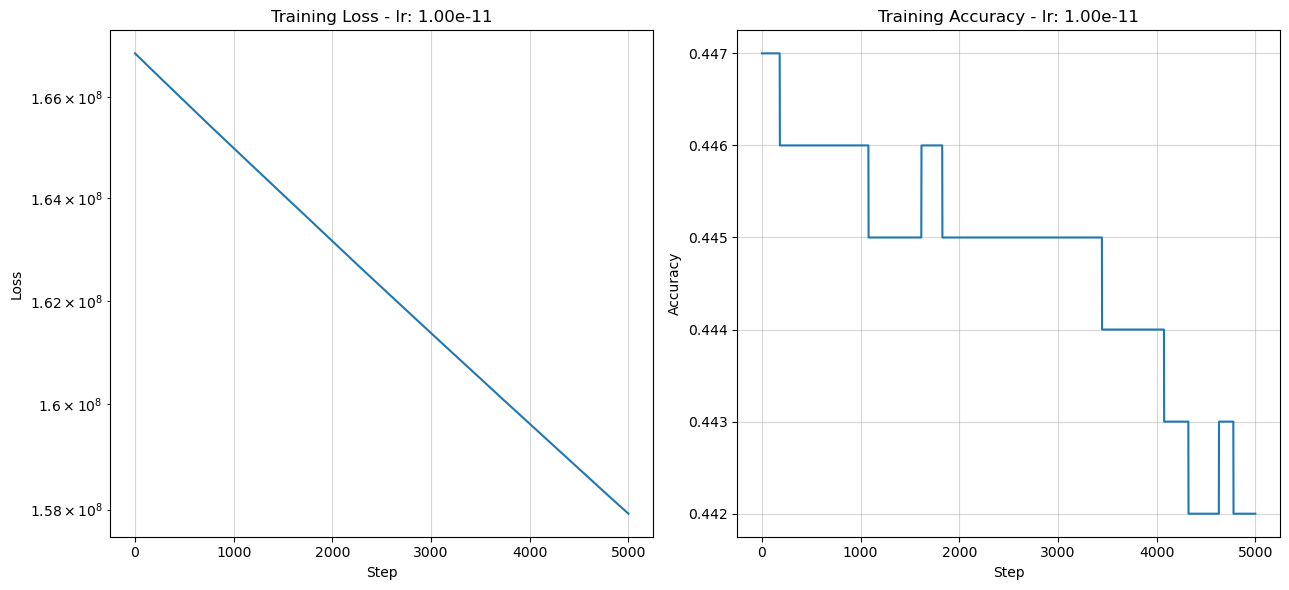 Training Loss - lr: 1.00e-11
Loss
1.66 × 10⁸
1.64 × 10⁸
1.62 × 10⁸
1.6 × 10⁸
1.58 × 10⁸
0 1000 2000 3000 4000 5000
Step
Training Accuracy - lr: 1.00e-11
Accuracy
0.447
0.446
0.445
0.444
0.443
0.442
0 1000 2000 3000 4000 5000
Step